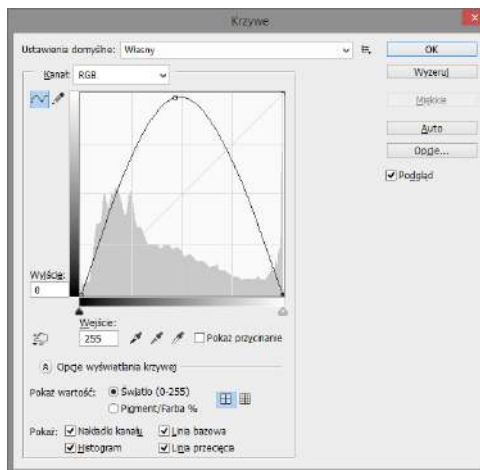 Krzywe
Ustawienia domyślne: Własny
OK
Kanał: RGB
Wyzeruj
Miękkie
Auto
Opcje...
Podgląd
Wyjście:
0
Wejście:
255
Pokaż przycinanie
Opcje wyświetlania krzywej
Pokaż wartość: Światło (0-255)
Pigment/Farba %
Pokaż: Nakładki kanału Linia bazowa
Histogram Linia przecięcia